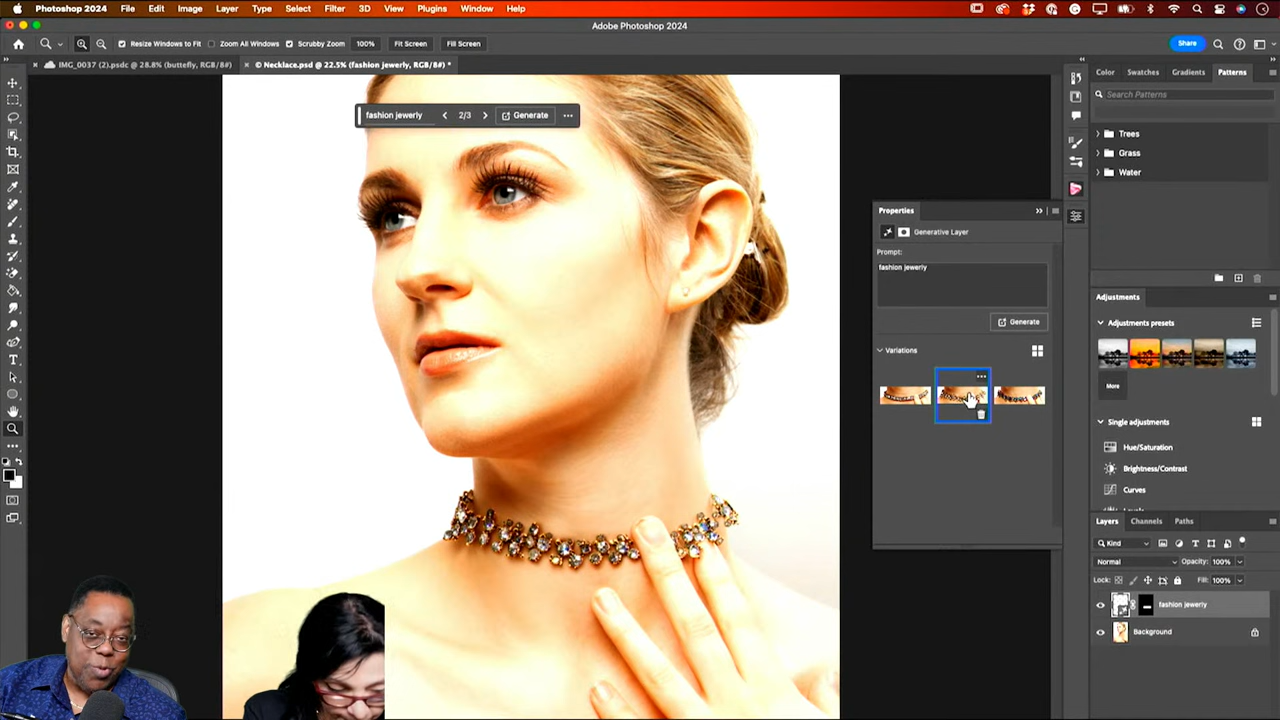 Photoshop 2024 File Edit Image Layer Type Select Filter 3D View Plugins Window Help
Adobe Photoshop 2024
Resize Windows to Fit Zoom All Windows Scrubby Zoom 100% Fit Screen Fill Screen Share
× IMG_0037 (2).psdc @ 28.8% (buttefly, RGB/8#) × © Necklace.psd @ 22.5% (fashion jewerly, RGB/8#) *
Color Swatches Gradients Patterns
Search Patterns
fashion jewerly 2/3 Generate ...
Trees
Grass
Water
Properties
Generative Layer
Prompt:
fashion jewerly
Generate
Variations
Adjustments
Adjustments presets
More
Single adjustments
Hue/Saturation
Brightness/Contrast
Curves
Layers Channels Paths
Kind
Normal Opacity: 100%
Lock: Fill: 100%
fashion jewerly
Background